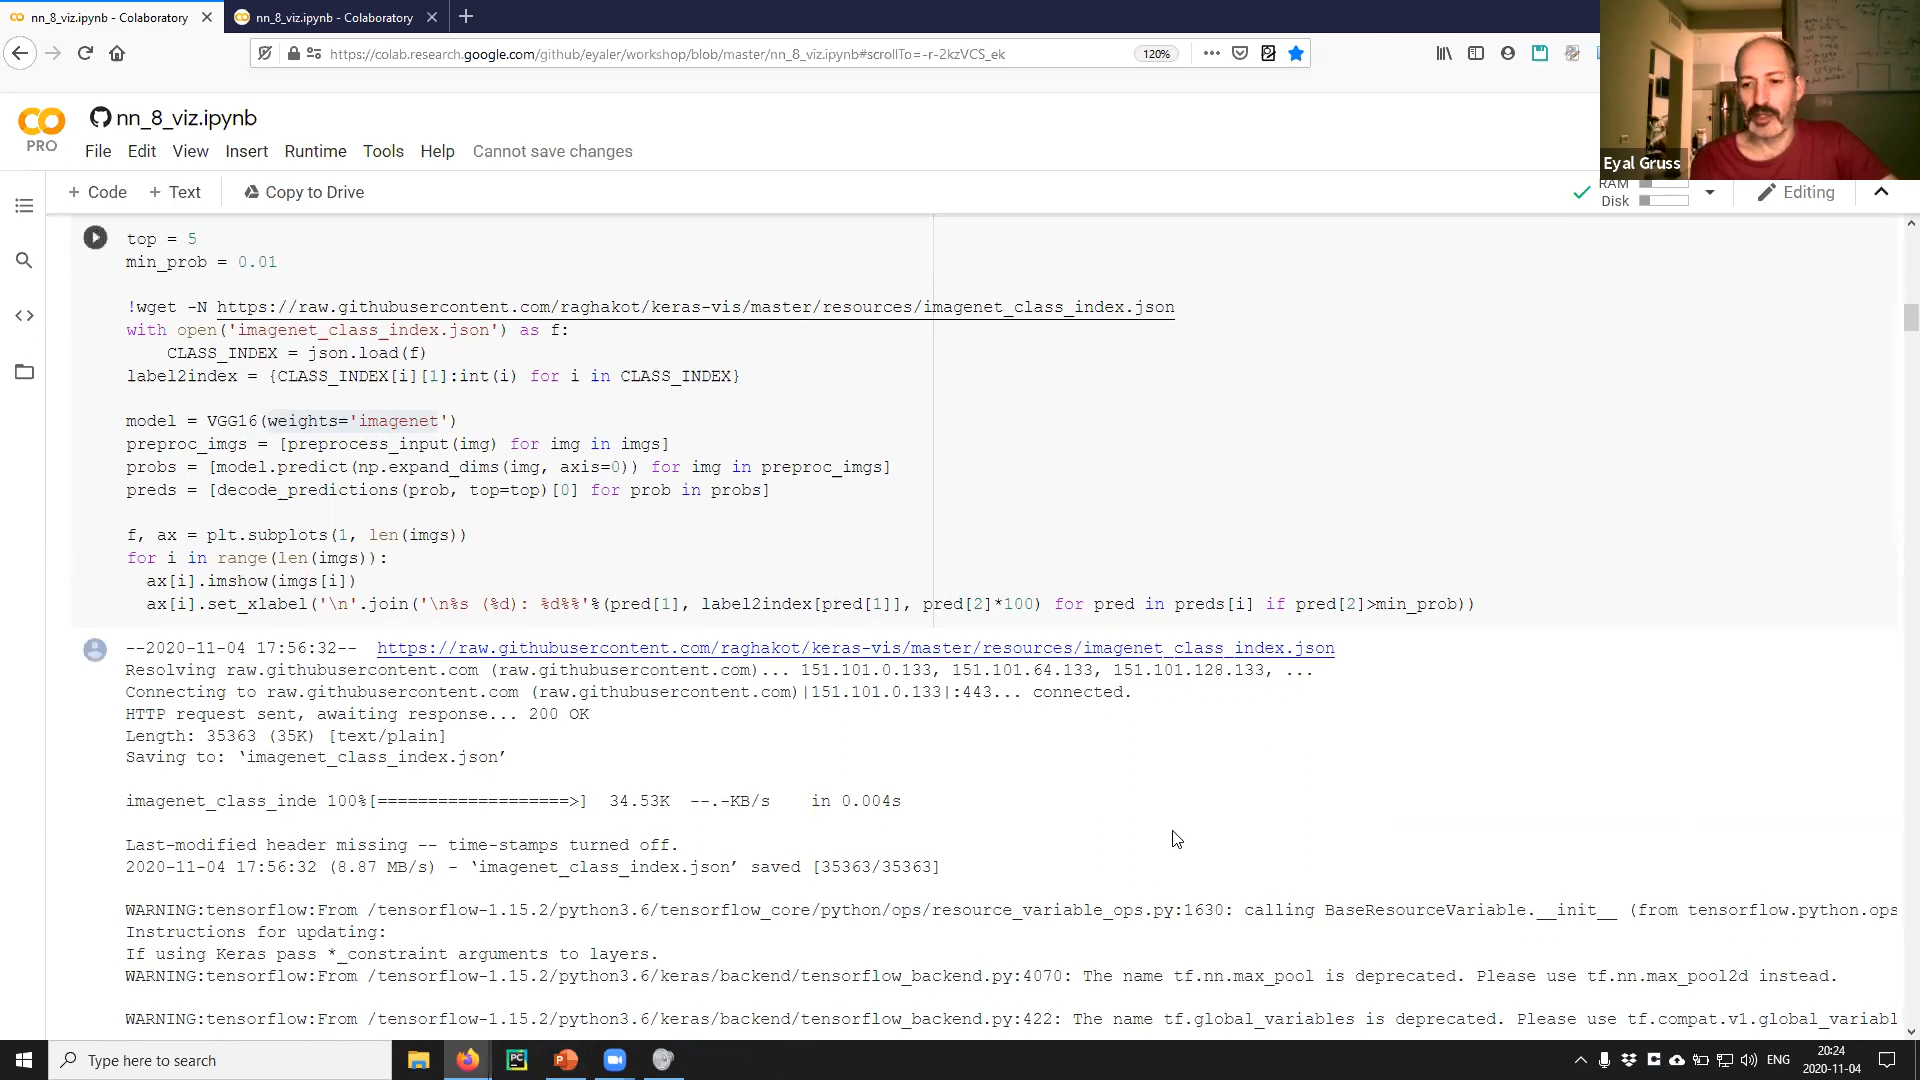 nn_8_viz.ipynb - Colaboratory
nn_8_viz.ipynb - Colaboratory
https://colab.research.google.com/github/eyaler/workshop/blob/master/nn_8_viz.ipynb#scrollTo=-r-2kzVCS_ek
120%
PRO
nn_8_viz.ipynb
File Edit View Insert Runtime Tools Help Cannot save changes
Eyal Gruss
+ Code + Text Copy to Drive
RAM
Disk
Editing
top = 5
min_prob = 0.01
!wget -N https://raw.githubusercontent.com/raghakot/keras-vis/master/resources/imagenet_class_index.json
with open('imagenet_class_index.json') as f:
CLASS_INDEX = json.load(f)
label2index = {CLASS_INDEX[i][1]:int(i) for i in CLASS_INDEX}
model = VGG16(weights='imagenet')
preproc_imgs = [preprocess_input(img) for img in imgs]
probs = [model.predict(np.expand_dims(img, axis=0)) for img in preproc_imgs]
preds = [decode_predictions(prob, top=top)[0] for prob in probs]
f, ax = plt.subplots(1, len(imgs))
for i in range(len(imgs)):
ax[i].imshow(imgs[i])
ax[i].set_xlabel('\n'.join('\n%s (%d): %d%%'%(pred[1], label2index[pred[1]], pred[2]*100) for pred in preds[i] if pred[2]>min_prob))
--2020-11-04 17:56:32-- https://raw.githubusercontent.com/raghakot/keras-vis/master/resources/imagenet_class_index.json
Resolving raw.githubusercontent.com (raw.githubusercontent.com)... 151.101.0.133, 151.101.64.133, 151.101.128.133, ...
Connecting to raw.githubusercontent.com (raw.githubusercontent.com)|151.101.0.133|:443... connected.
HTTP request sent, awaiting response... 200 OK
Length: 35363 (35K) [text/plain]
Saving to: ‘imagenet_class_index.json’
imagenet_class_inde 100%[===================>] 34.53K --.-KB/s in 0.004s
Last-modified header missing -- time-stamps turned off.
2020-11-04 17:56:32 (8.87 MB/s) - ‘imagenet_class_index.json’ saved [35363/35363]
WARNING:tensorflow:From /tensorflow-1.15.2/python3.6/tensorflow_core/python/ops/resource_variable_ops.py:1630: calling BaseResourceVariable.__init__ (from tensorflow.python.ops
Instructions for updating:
If using Keras pass *_constraint arguments to layers.
WARNING:tensorflow:From /tensorflow-1.15.2/python3.6/keras/backend/tensorflow_backend.py:4070: The name tf.nn.max_pool is deprecated. Please use tf.nn.max_pool2d instead.
WARNING:tensorflow:From /tensorflow-1.15.2/python3.6/keras/backend/tensorflow_backend.py:422: The name tf.global_variables is deprecated. Please use tf.compat.v1.global_variabl
Type here to search
ENG
20:24
2020-11-04